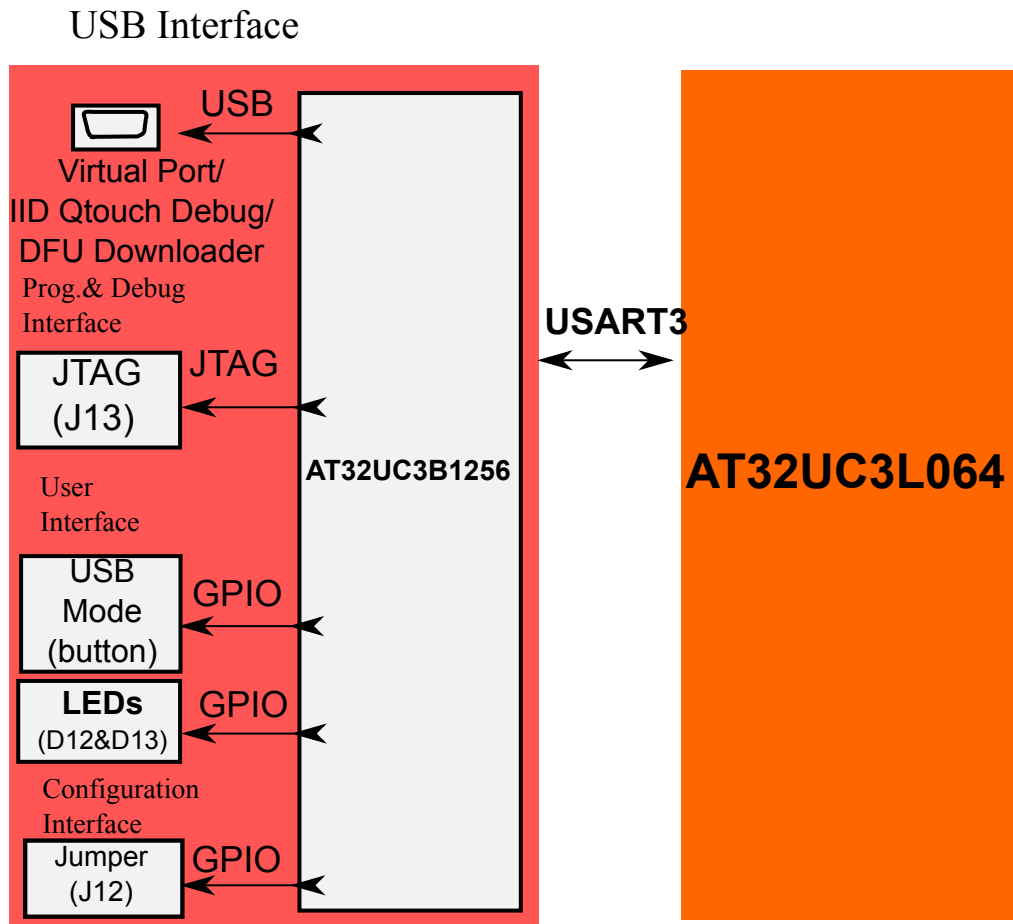 USB Interface
USB
Virtual Port/
IID Qtouch Debug/
DFU Downloader
Prog.& Debug
Interface
JTAG
(J13)
JTAG
User
Interface
USB
Mode
(button)
GPIO
LEDs
(D12&D13)
GPIO
Configuration
Interface
Jumper
(J12)
GPIO
AT32UC3B1256
USART3
AT32UC3L064